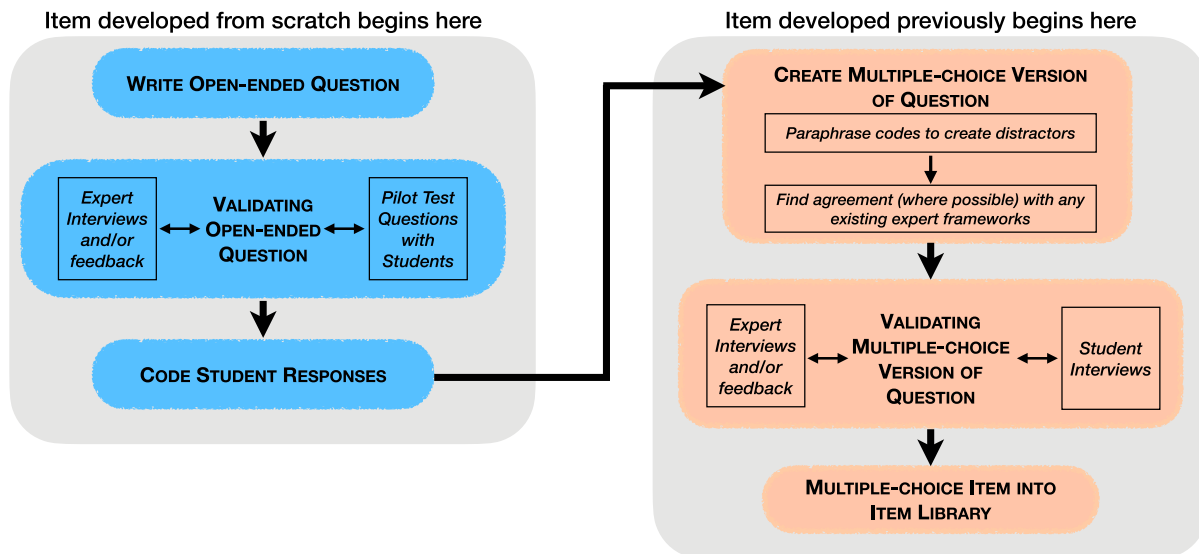 Item developed from scratch begins here
WRITE OPEN-ENDED QUESTION
Expert
Interviews
and/or
feedback
VALIDATING
OPEN-ENDED
QUESTION
Pilot Test
Questions
with
Students
CODE STUDENT RESPONSES
Item developed previously begins here
CREATE MULTIPLE-CHOICE VERSION
OF QUESTION
Paraphrase codes to create distractors
Find agreement (where possible) with any
existing expert frameworks
Expert
Interviews
and/or
feedback
VALIDATING
MULTIPLE-CHOICE
VERSION OF
QUESTION
Student
Interviews
MULTIPLE-CHOICE ITEM INTO
ITEM LIBRARY